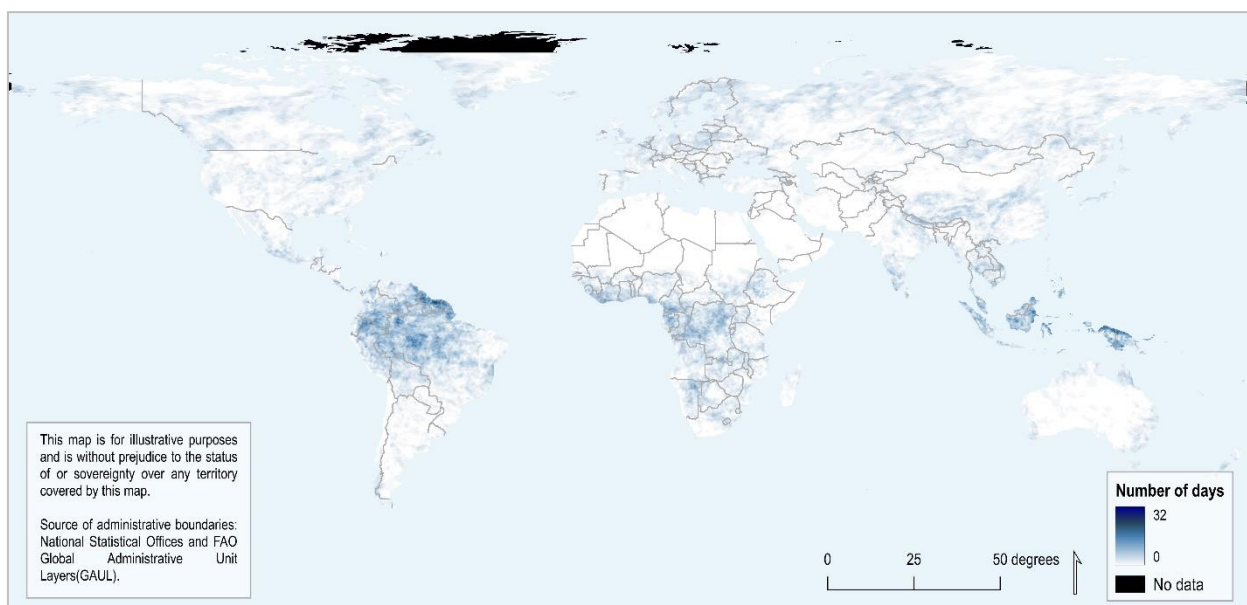 This map is for illustrative purposes
and is without prejudice to the status
of or sovereignty over any territory
covered by this map.
Source of administrative boundaries:
National Statistical Offices and FAO
Global Administrative Unit
Layers(GAUL).
0 25 50 degrees
Number of days
32
0
No data